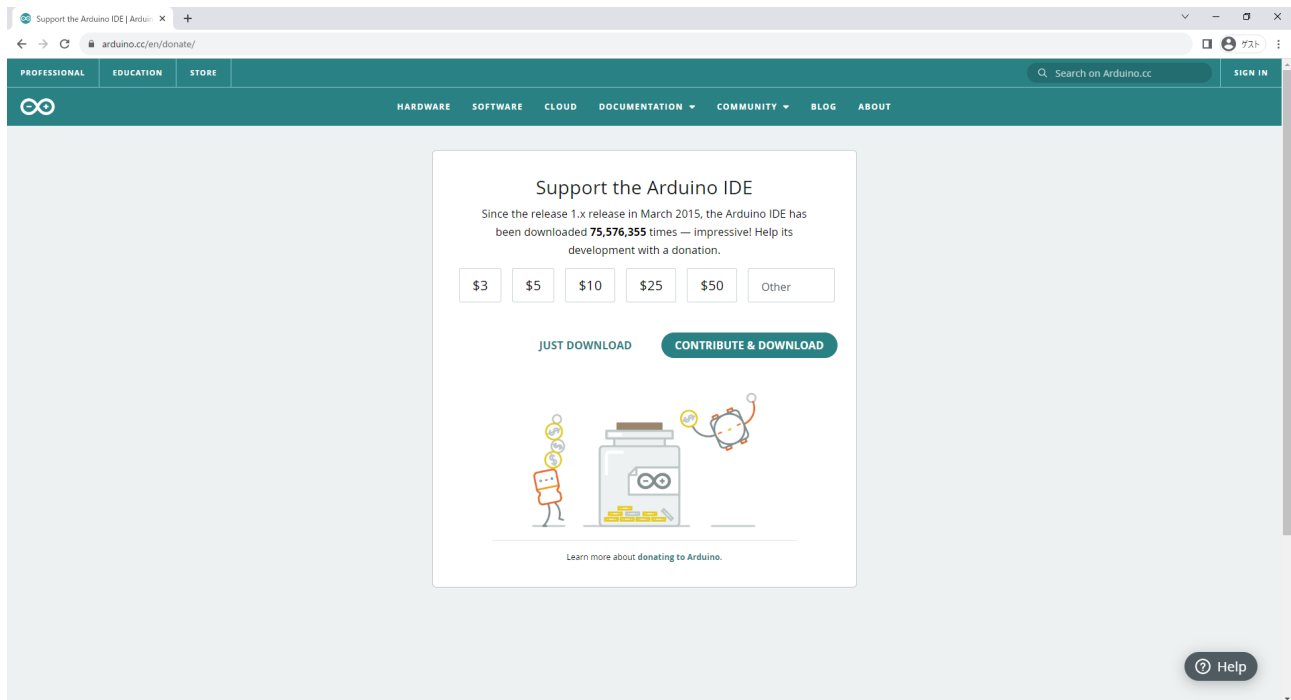 Support the Arduino IDE | Arduin
arduino.cc/en/donate/
ゲスト
PROFESSIONAL EDUCATION STORE
Search on Arduino.cc
SIGN IN
HARDWARE SOFTWARE CLOUD DOCUMENTATION COMMUNITY BLOG ABOUT
Support the Arduino IDE
Since the release 1.x release in March 2015, the Arduino IDE has
been downloaded 75,576,355 times — impressive! Help its
development with a donation.
$3 $5 $10 $25 $50 Other
JUST DOWNLOAD CONTRIBUTE & DOWNLOAD
Learn more about donating to Arduino.
Help